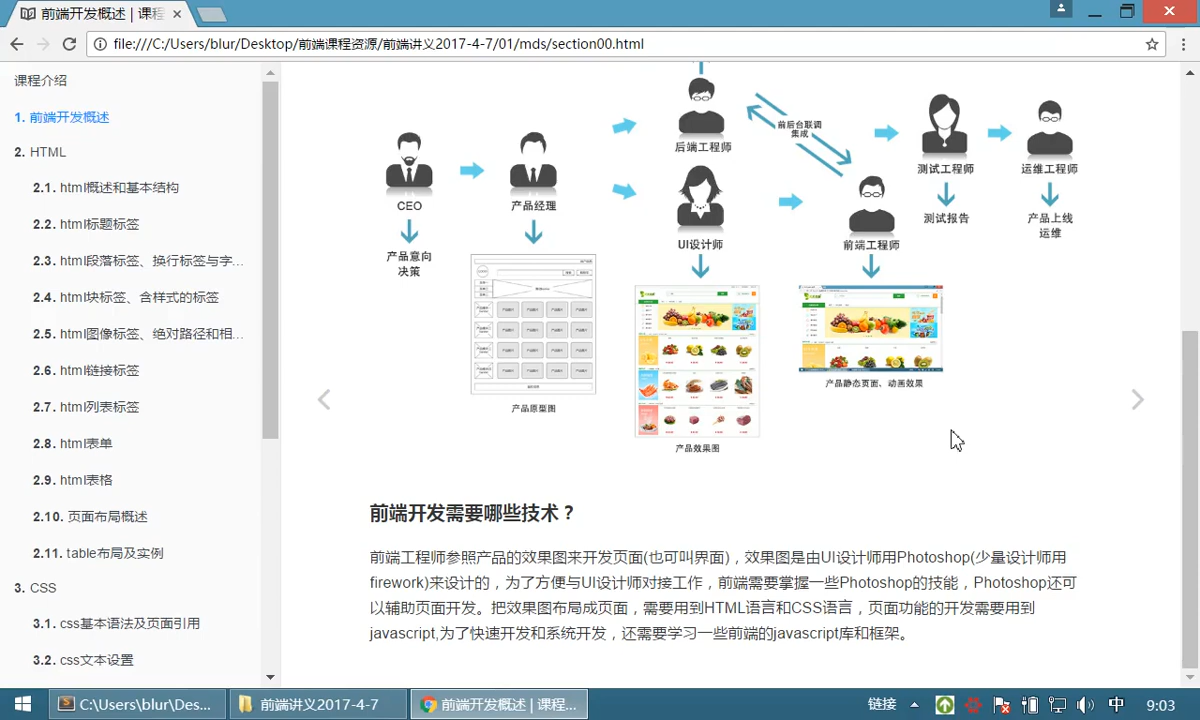 前端开发概述 | 课程
file:///C:/Users/blur/Desktop/前端课程资源/前端讲义2017-4-7/01/mds/section00.html
课程介绍
1. 前端开发概述
2. HTML
2.1. html概述和基本结构
2.2. html标题标签
2.3. html段落标签、换行标签与字...
2.4. html块标签、含样式的标签
2.5. html图像标签、绝对路径和相...
2.6. html链接标签
2.7. html列表标签
2.8. html表单
2.9. html表格
2.10. 页面布局概述
2.11. table布局及实例
3. CSS
3.1. css基本语法及页面引用
3.2. css文本设置
后端工程师
前后台联调
集成
测试工程师
运维工程师
CEO
产品经理
UI设计师
前端工程师
测试报告
产品上线
运维
产品意向
决策
产品原型图
产品效果图
产品静态页面、动画效果
前端开发需要哪些技术？
前端工程师参照产品的效果图来开发页面(也可叫界面)，效果图是由UI设计师用Photoshop(少量设计师用
firework)来设计的，为了方便与UI设计师对接工作，前端需要掌握一些Photoshop的技能，Photoshop还可
以辅助页面开发。把效果图布局成页面，需要用到HTML语言和CSS语言，页面功能的开发需要用到
javascript,为了快速开发和系统开发，还需要学习一些前端的javascript库和框架。
C:\Users\blur\Des...
前端讲义2017-4-7
前端开发概述 | 课程...
链接
中
9:03